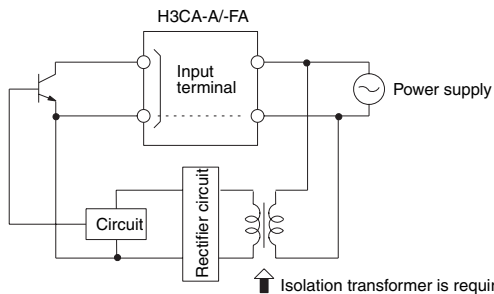 H3CA-A/-FA
Input
terminal
Power supply
Circuit
Rectifier circuit
Isolation transformer is requir